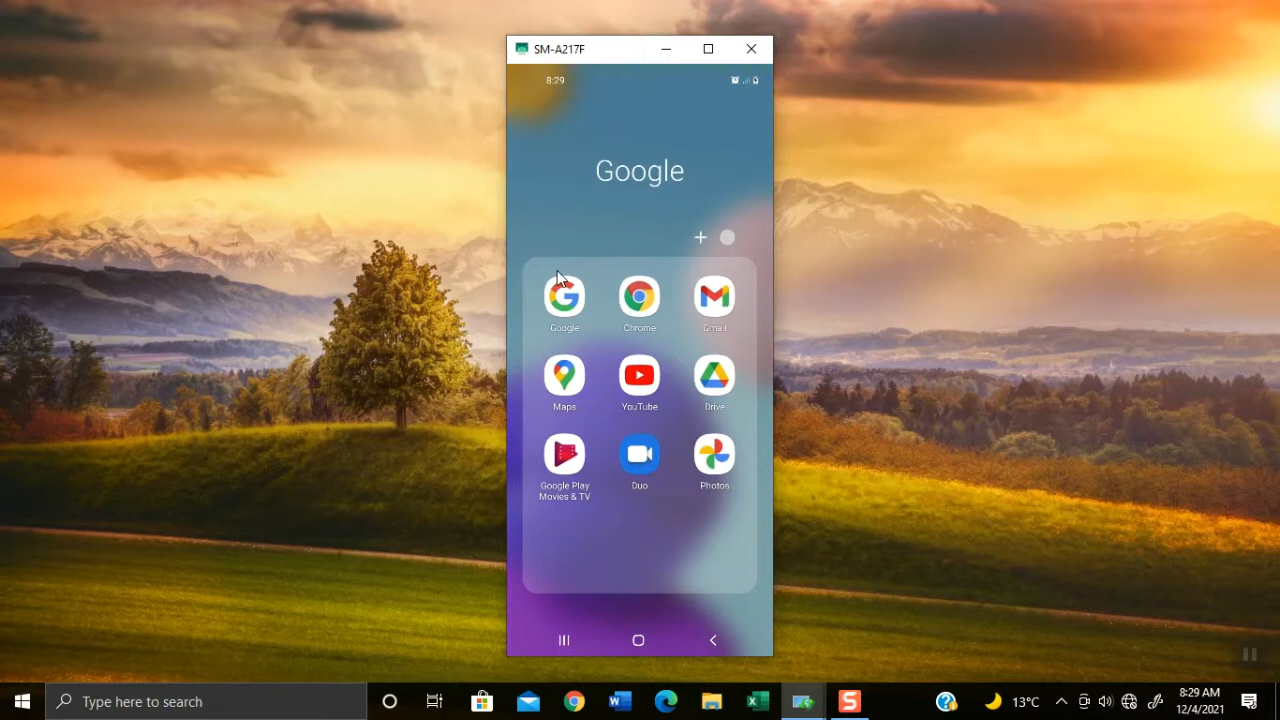 SM-A217F
8:29
Google
Google
Chrome
Gmail
Maps
YouTube
Drive
Google Play
Movies & TV
Duo
Photos
Type here to search
13°C
8:29 AM
12/4/2021